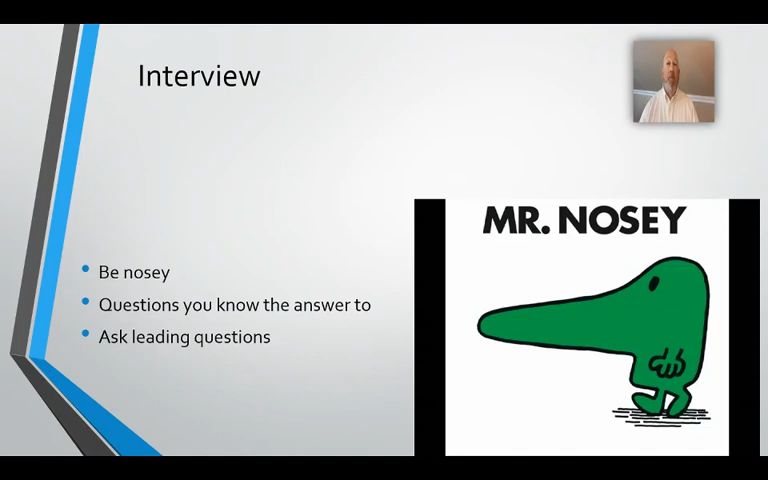 Interview
MR. NOSEY
Be nosey
Questions you know the answer to
Ask leading questions